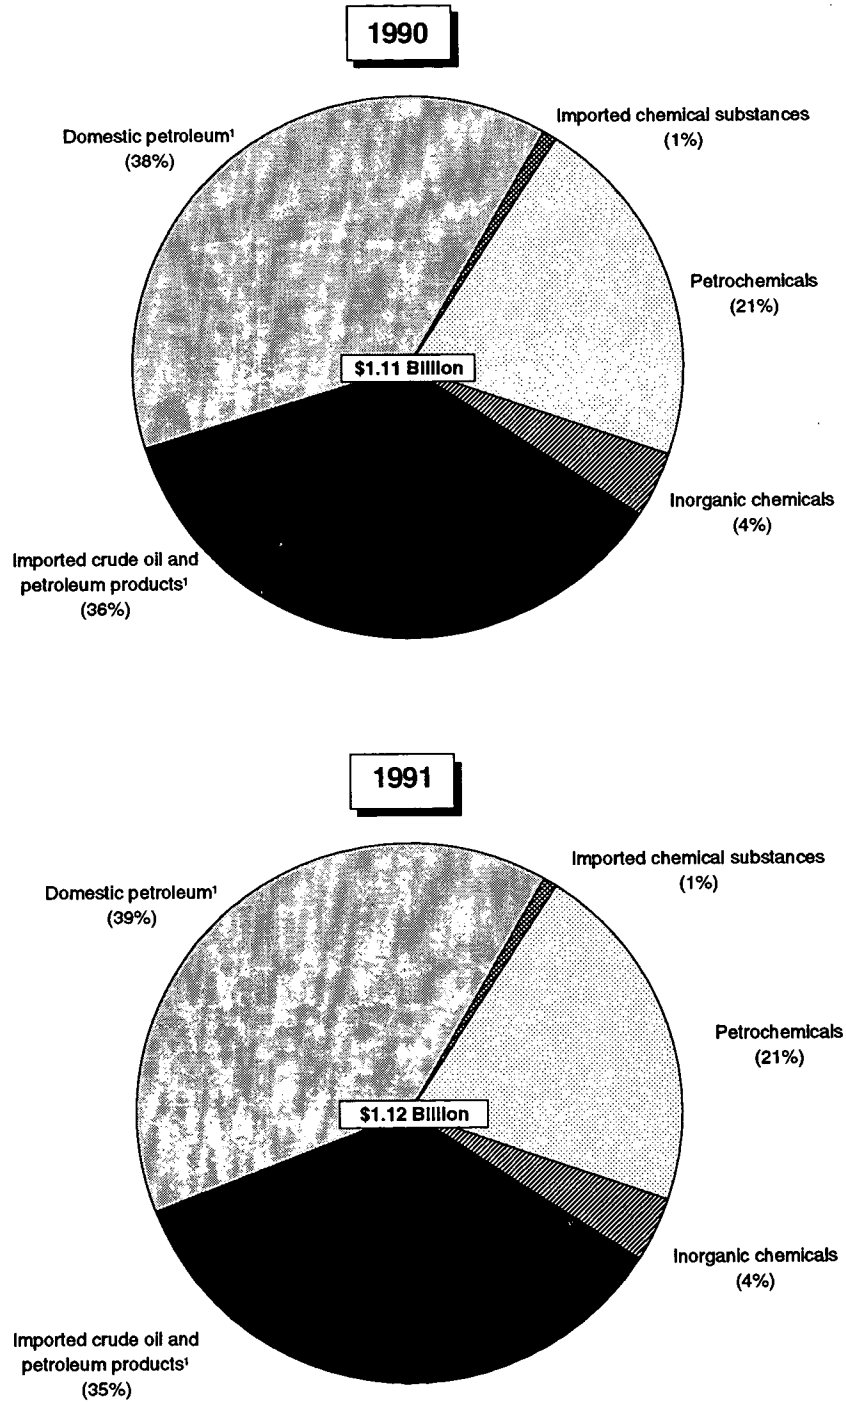 1990
Imported chemical substances
(1%)
Domestic petroleum¹
(38%)
Petrochemicals
(21%)
$1.11 Billion
Inorganic chemicals
(4%)
Imported crude oil and
petroleum products¹
(36%)
1991
Imported chemical substances
(1%)
Domestic petroleum¹
(39%)
Petrochemicals
(21%)
$1.12 Billion
Inorganic chemicals
(4%)
Imported crude oil and
petroleum products¹
(35%)